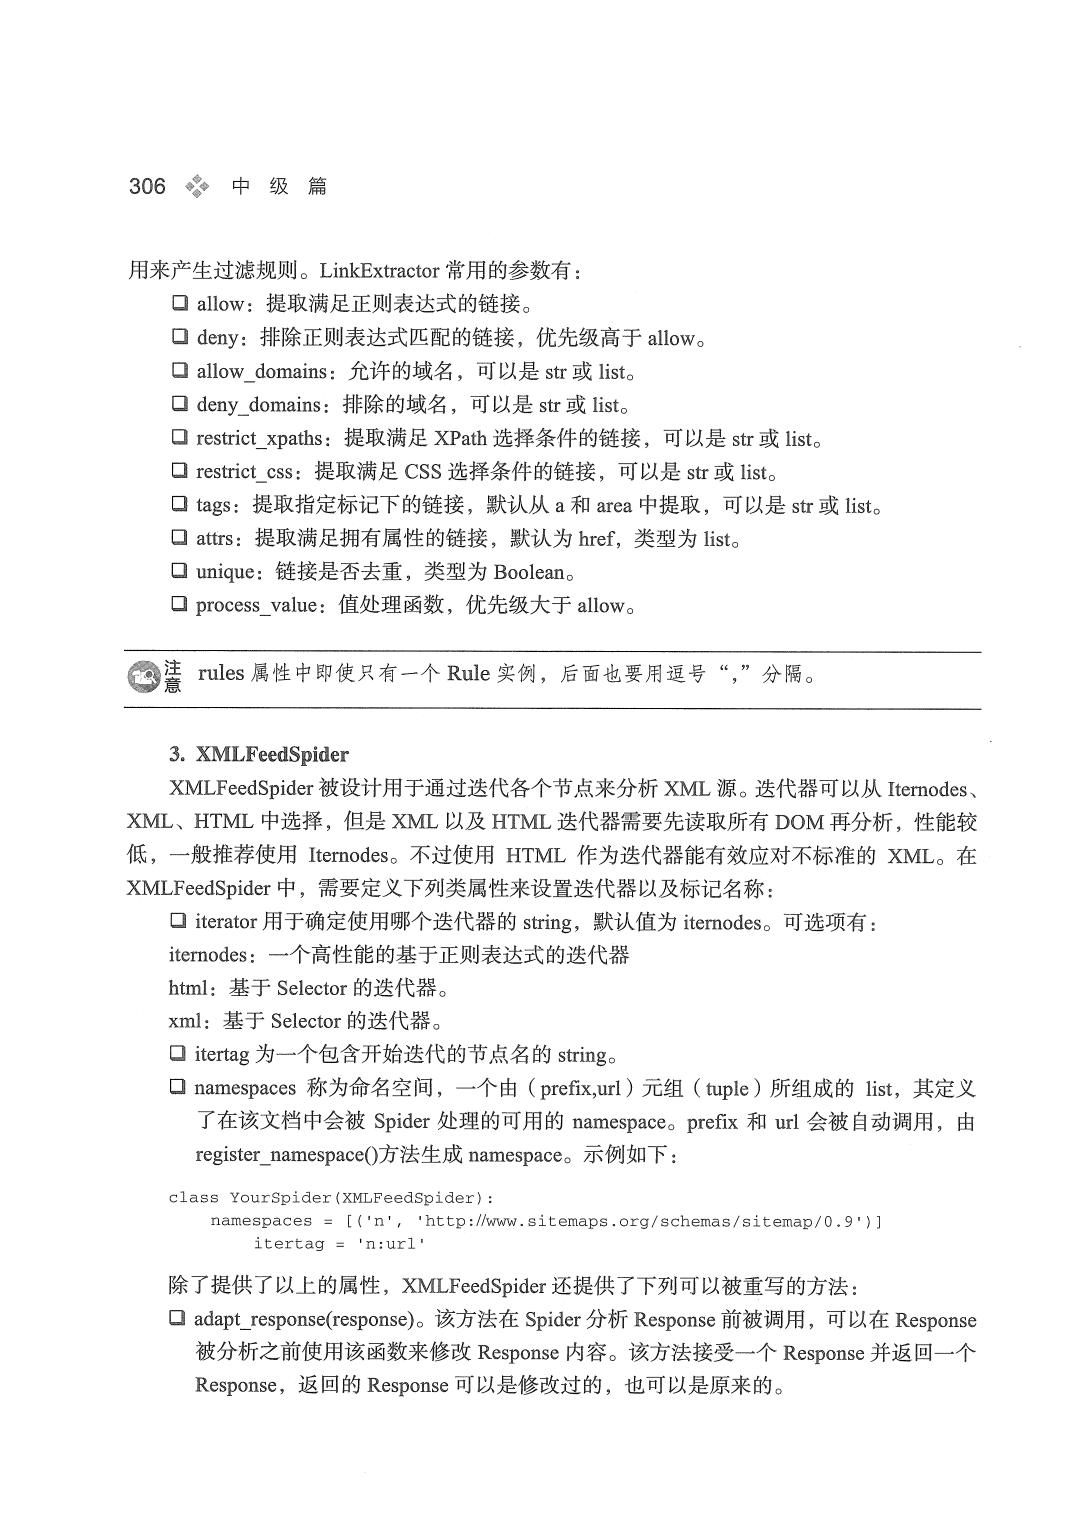 306 中 级 篇
用来产生过滤规则。LinkExtractor 常用的参数有：
❑ allow：提取满足正则表达式的链接。
❑ deny：排除正则表达式匹配的链接，优先级高于 allow。
❑ allow_domains：允许的域名，可以是 str 或 list。
❑ deny_domains：排除的域名，可以是 str 或 list。
❑ restrict_xpaths：提取满足 XPath 选择条件的链接，可以是 str 或 list。
❑ restrict_css：提取满足 CSS 选择条件的链接，可以是 str 或 list。
❑ tags：提取指定标记下的链接，默认从 a 和 area 中提取，可以是 str 或 list。
❑ attrs：提取满足拥有属性的链接，默认为 href，类型为 list。
❑ unique：链接是否去重，类型为 Boolean。
❑ process_value：值处理函数，优先级大于 allow。
注意 rules 属性中即使只有一个 Rule 实例，后面也要用逗号“,”分隔。
3. XMLFeedSpider
XMLFeedSpider 被设计用于通过迭代各个节点来分析 XML 源。迭代器可以从 Iternodes、
XML、HTML 中选择，但是 XML 以及 HTML 迭代器需要先读取所有 DOM 再分析，性能较
低，一般推荐使用 Iternodes。不过使用 HTML 作为迭代器能有效应对不标准的 XML。在
XMLFeedSpider 中，需要定义下列类属性来设置迭代器以及标记名称：
❑ iterator 用于确定使用哪个迭代器的 string，默认值为 iternodes。可选项有：
iternodes：一个高性能的基于正则表达式的迭代器
html：基于 Selector 的迭代器。
xml：基于 Selector 的迭代器。
❑ itertag 为一个包含开始迭代的节点名的 string。
❑ namespaces 称为命名空间，一个由（prefix,url）元组（tuple）所组成的 list，其定义
了在该文档中会被 Spider 处理的可用的 namespace。prefix 和 url 会被自动调用，由
register_namespace()方法生成 namespace。示例如下：
class YourSpider(XMLFeedSpider):
namespaces = [('n', 'http://www.sitemaps.org/schemas/sitemap/0.9')]
itertag = 'n:url'
除了提供了以上的属性，XMLFeedSpider 还提供了下列可以被重写的方法：
❑ adapt_response(response)。该方法在 Spider 分析 Response 前被调用，可以在 Response
被分析之前使用该函数来修改 Response 内容。该方法接受一个 Response 并返回一个
Response，返回的 Response 可以是修改过的，也可以是原来的。